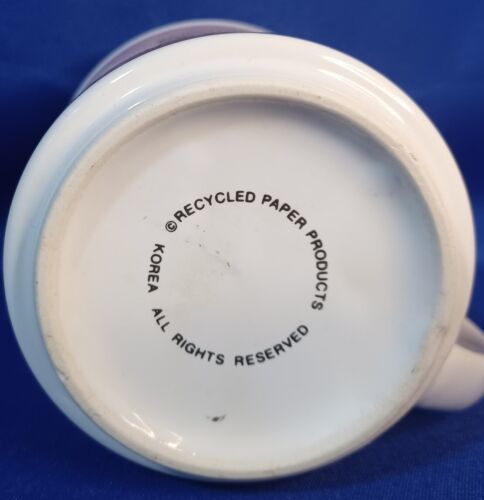 ©RECYCLED PAPER PRODUCTS
ALL RIGHTS RESERVED
KOREA